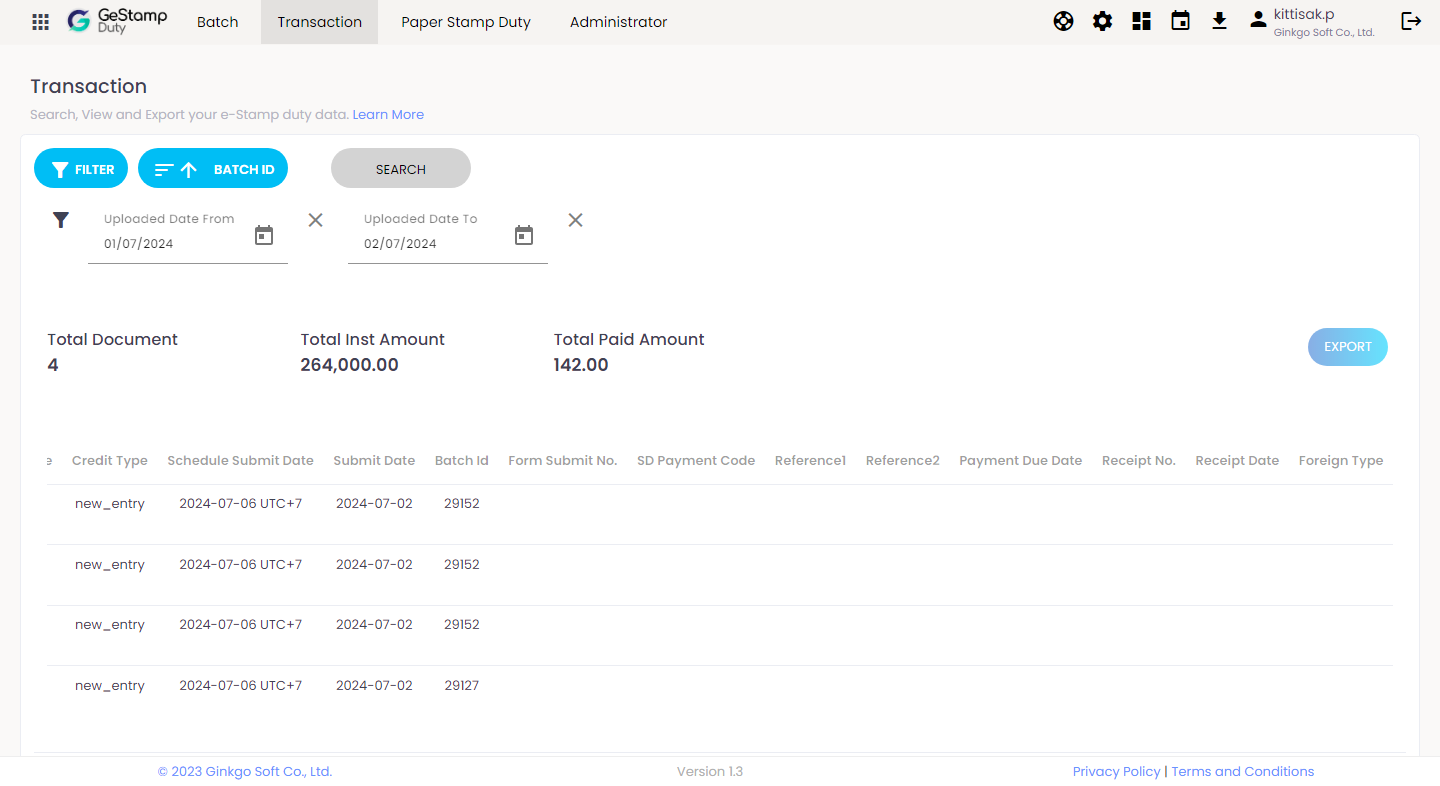 GeStamp Duty Batch Transaction Paper Stamp Duty Administrator kittisak.p Ginkgo Soft Co., Ltd.
Transaction
Search, View and Export your e-Stamp duty data. Learn More
FILTER BATCH ID SEARCH
Uploaded Date From Uploaded Date To
01/07/2024 02/07/2024
Total Document Total Inst Amount Total Paid Amount
4 264,000.00 142.00 EXPORT
e Credit Type Schedule Submit Date Submit Date Batch Id Form Submit No. SD Payment Code Reference1 Reference2 Payment Due Date Receipt No. Receipt Date Foreign Type
new_entry 2024-07-06 UTC+7 2024-07-02 29152
new_entry 2024-07-06 UTC+7 2024-07-02 29152
new_entry 2024-07-06 UTC+7 2024-07-02 29152
new_entry 2024-07-06 UTC+7 2024-07-02 29127
© 2023 Ginkgo Soft Co., Ltd. Version 1.3 Privacy Policy | Terms and Conditions